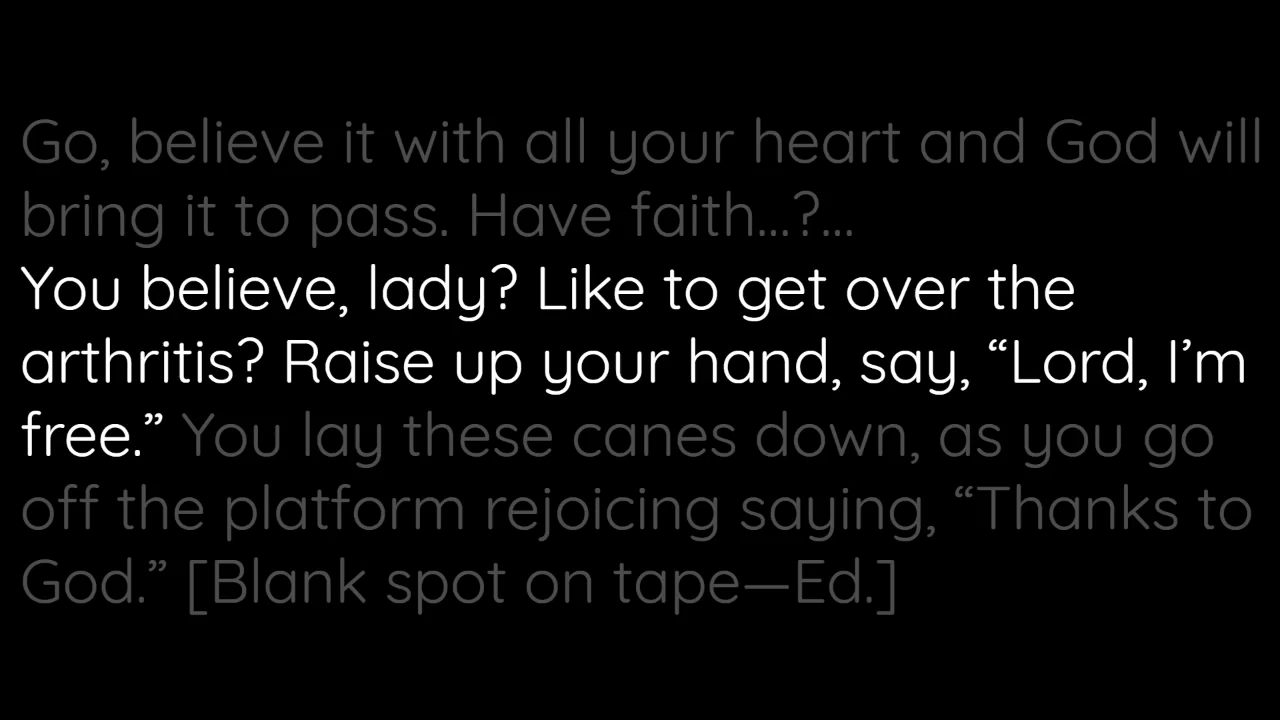 Go, believe it with all your heart and God will
bring it to pass. Have faith...?...
You believe, lady? Like to get over the
arthritis? Raise up your hand, say, “Lord, I’m
free.” You lay these canes down, as you go
off the platform rejoicing saying, “Thanks to
God.” [Blank spot on tape—Ed.]